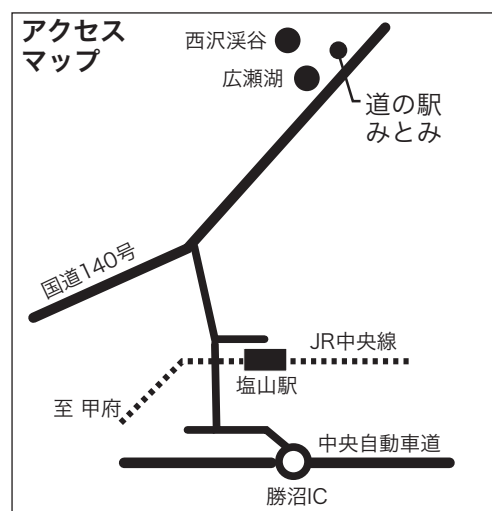 アクセス
マップ
西沢渓谷
広瀬湖
道の駅
みとみ
国道140号
JR中央線
塩山駅
至 甲府
中央自動車道
勝沼IC